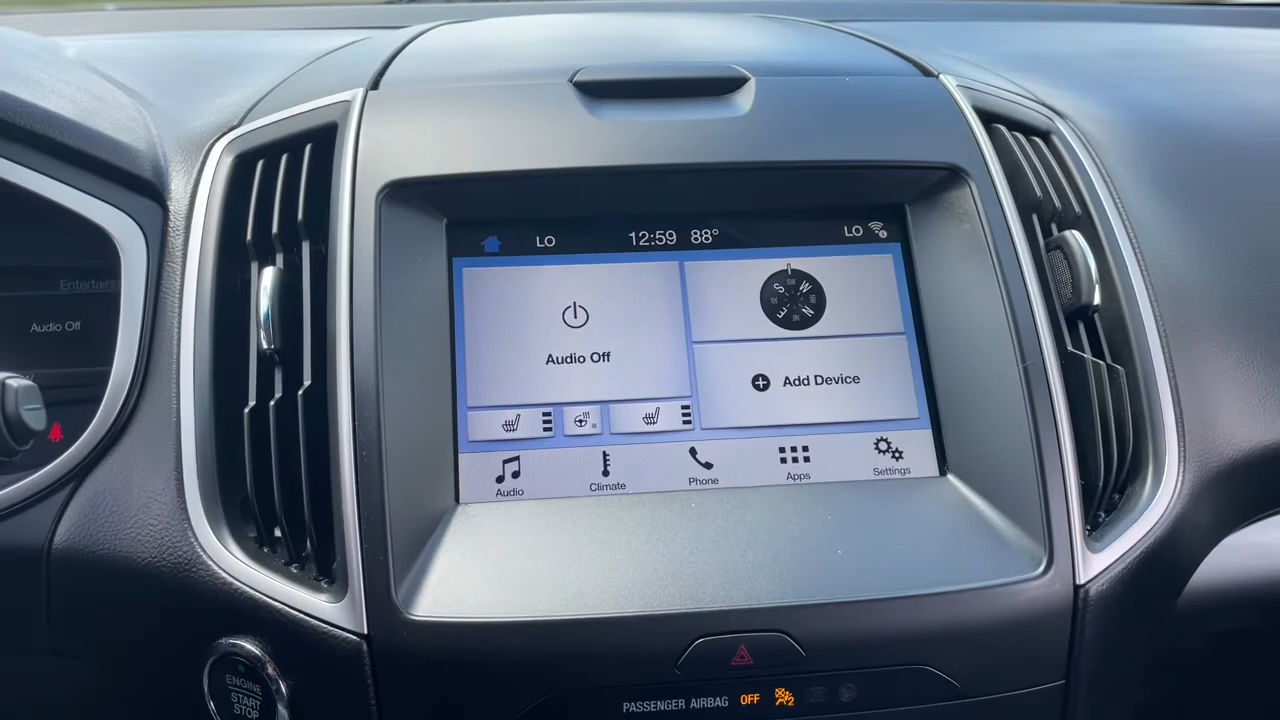 Entertain
Audio Off
LO
12:59 88°
LO
Audio Off
S
W
N
E
Add Device
Audio
Climate
Phone
Apps
Settings
ENGINE
START
STOP
PASSENGER AIRBAG OFF
2